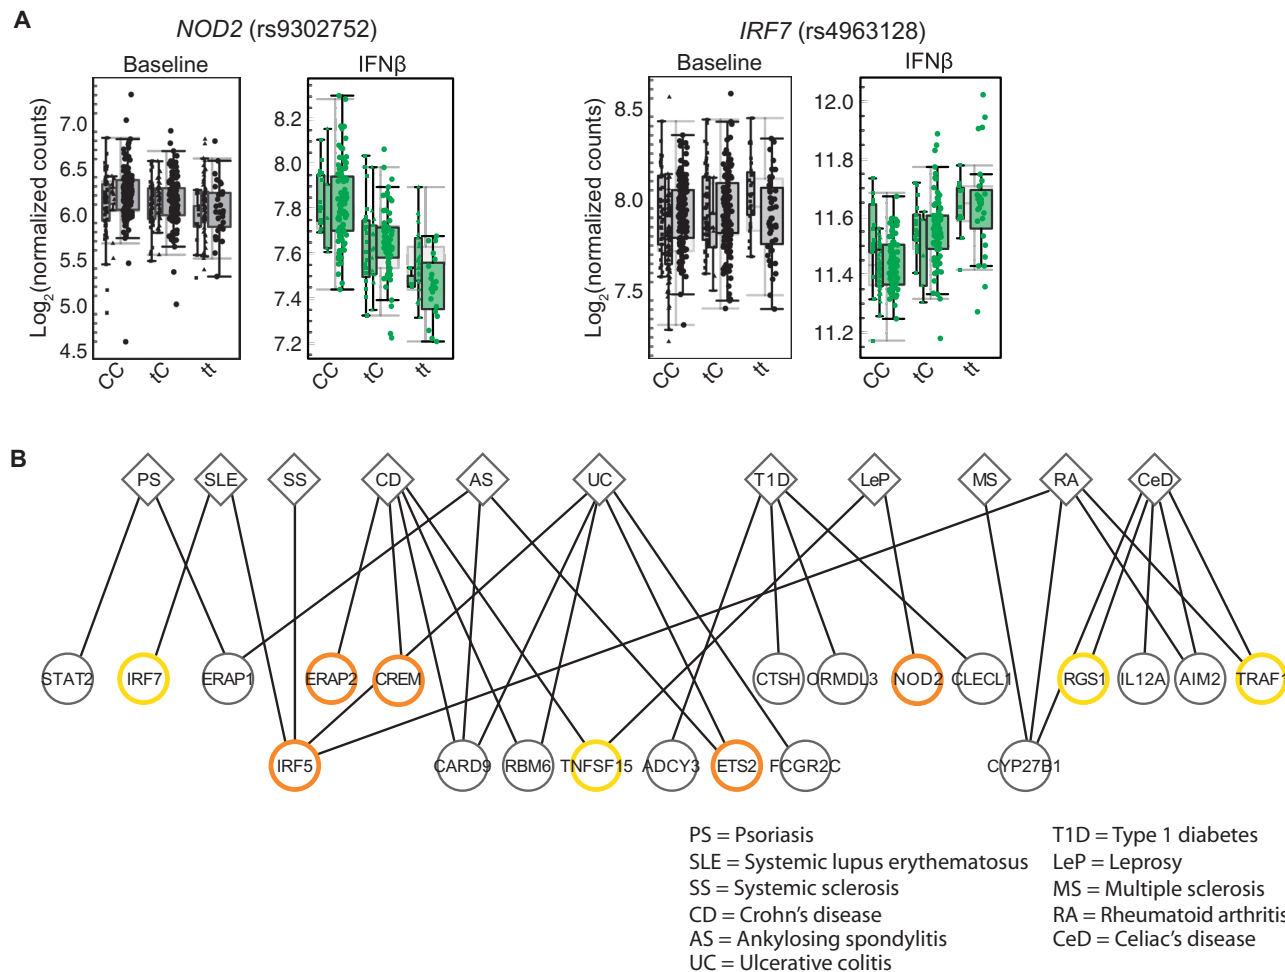 A
NOD2 (rs9302752)
IRF7 (rs4963128)
Baseline
IFNβ
Baseline
IFNβ
Log2(normalized counts)
7.0
6.5
6.0
5.5
5.0
4.5
8.2
8.0
7.8
7.6
7.4
7.2
8.5
8.0
7.5
12.0
11.8
11.6
11.4
11.2
CC tC tt
CC tC tt
CC tC tt
CC tC tt
Log2(normalized counts)
B
PS SLE SS CD AS UC T1D LeP MS RA CeD
STAT2 IRF7 ERAP1 ERAP2 CREM CTSH ORMDL3 NOD2 CLECL1 RGS1 IL12A AIM2 TRAF1
IRF5 CARD9 RBM6 TNFSF15 ADCY3 ETS2 FCGR2C CYP27B1
PS = Psoriasis
SLE = Systemic lupus erythematosus
SS = Systemic sclerosis
CD = Crohn's disease
AS = Ankylosing spondylitis
UC = Ulcerative colitis
T1D = Type 1 diabetes
LeP = Leprosy
MS = Multiple sclerosis
RA = Rheumatoid arthritis
CeD = Celiac's disease